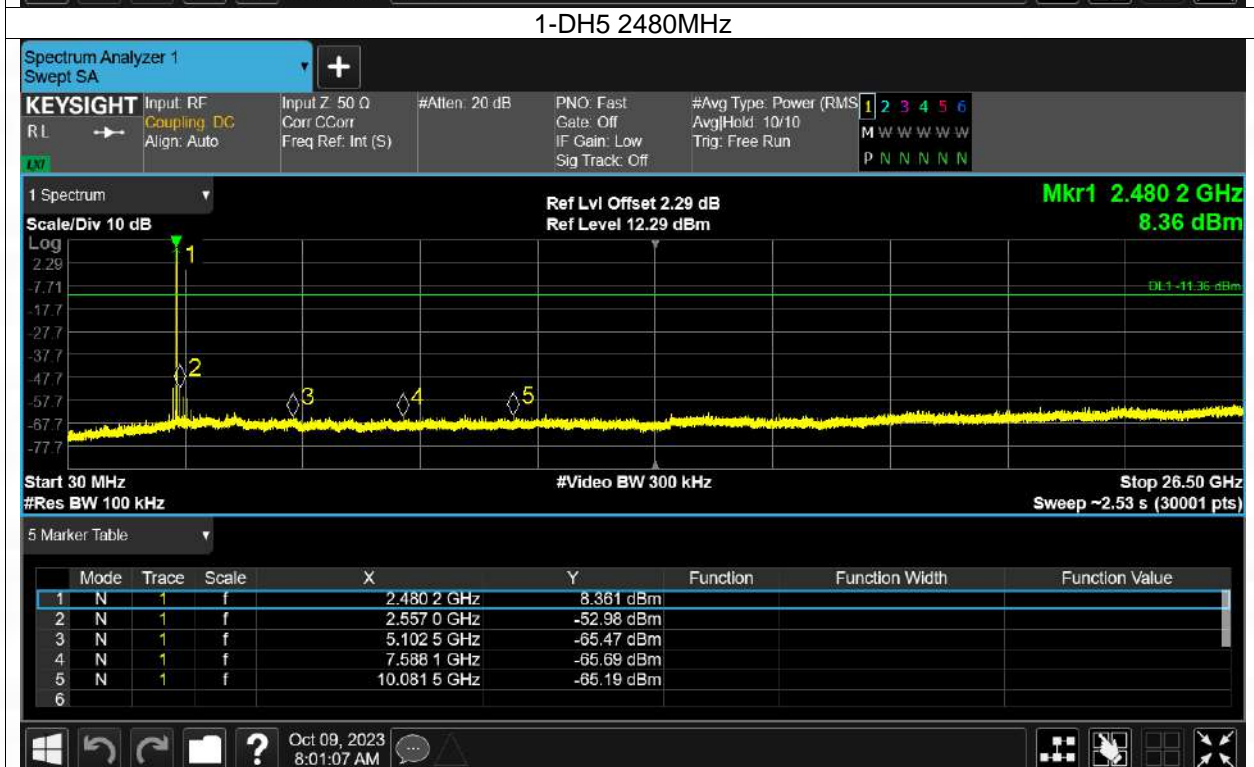 1-DH5 2480MHz
Spectrum Analyzer 1
Swept SA
KEYSIGHT Input: RF Input Z: 50 Ω #Atten: 20 dB PNO: Fast #Avg Type: Power (RMS 1 2 3 4 5 6
RL Coupling: DC Corr CCorr Gate: Off Avg|Hold: 10/10 M W W W W W
Align: Auto Freq Ref: Int (S) IF Gain: Low Trig: Free Run
LXI Sig Track: Off P N N N N N
1 Spectrum Ref Lvl Offset 2.29 dB Mkr1 2.480 2 GHz
Scale/Div 10 dB Ref Level 12.29 dBm 8.36 dBm
Log
1
2.29
-7.71
DL1 -11.36 dBm
-17.7
-27.7
-37.7
2
-47.7
-57.7 3 4 5
-67.7
-77.7
Start 30 MHz #Video BW 300 kHz Stop 26.50 GHz
#Res BW 100 kHz Sweep ~2.53 s (30001 pts)
5 Marker Table
Mode Trace Scale X Y Function Function Width Function Value
1 N 1 f 2.480 2 GHz 8.361 dBm
2 N 1 f 2.557 0 GHz -52.98 dBm
3 N 1 f 5.102 5 GHz -65.47 dBm
4 N 1 f 7.588 1 GHz -65.69 dBm
5 N 1 f 10.081 5 GHz -65.19 dBm
6
? Oct 09, 2023
8:01:07 AM